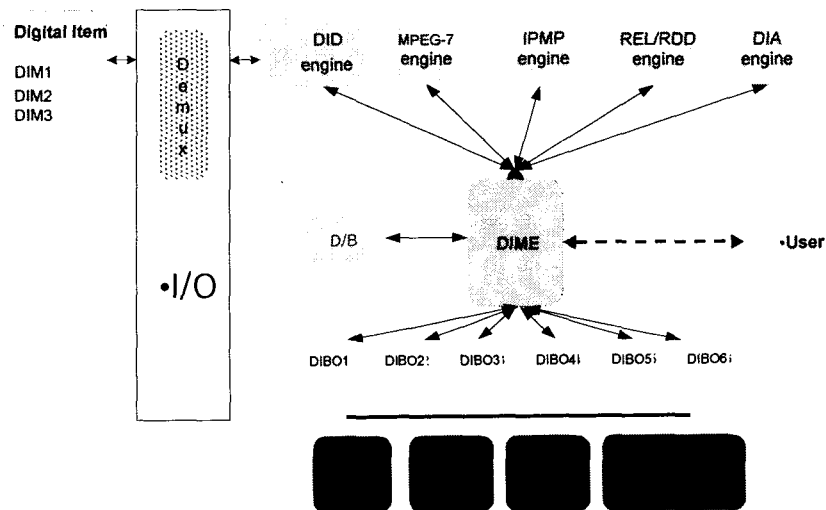 Digital Item
DIM1
DIM2
DIM3
Demux
•I/O
DID engine
MPEG-7 engine
IPMP engine
REL/RDD engine
DIA engine
D/B
DIME
•User
DIBO1
DIBO2
DIBO3
DIBO4
DIBO5
DIBO6